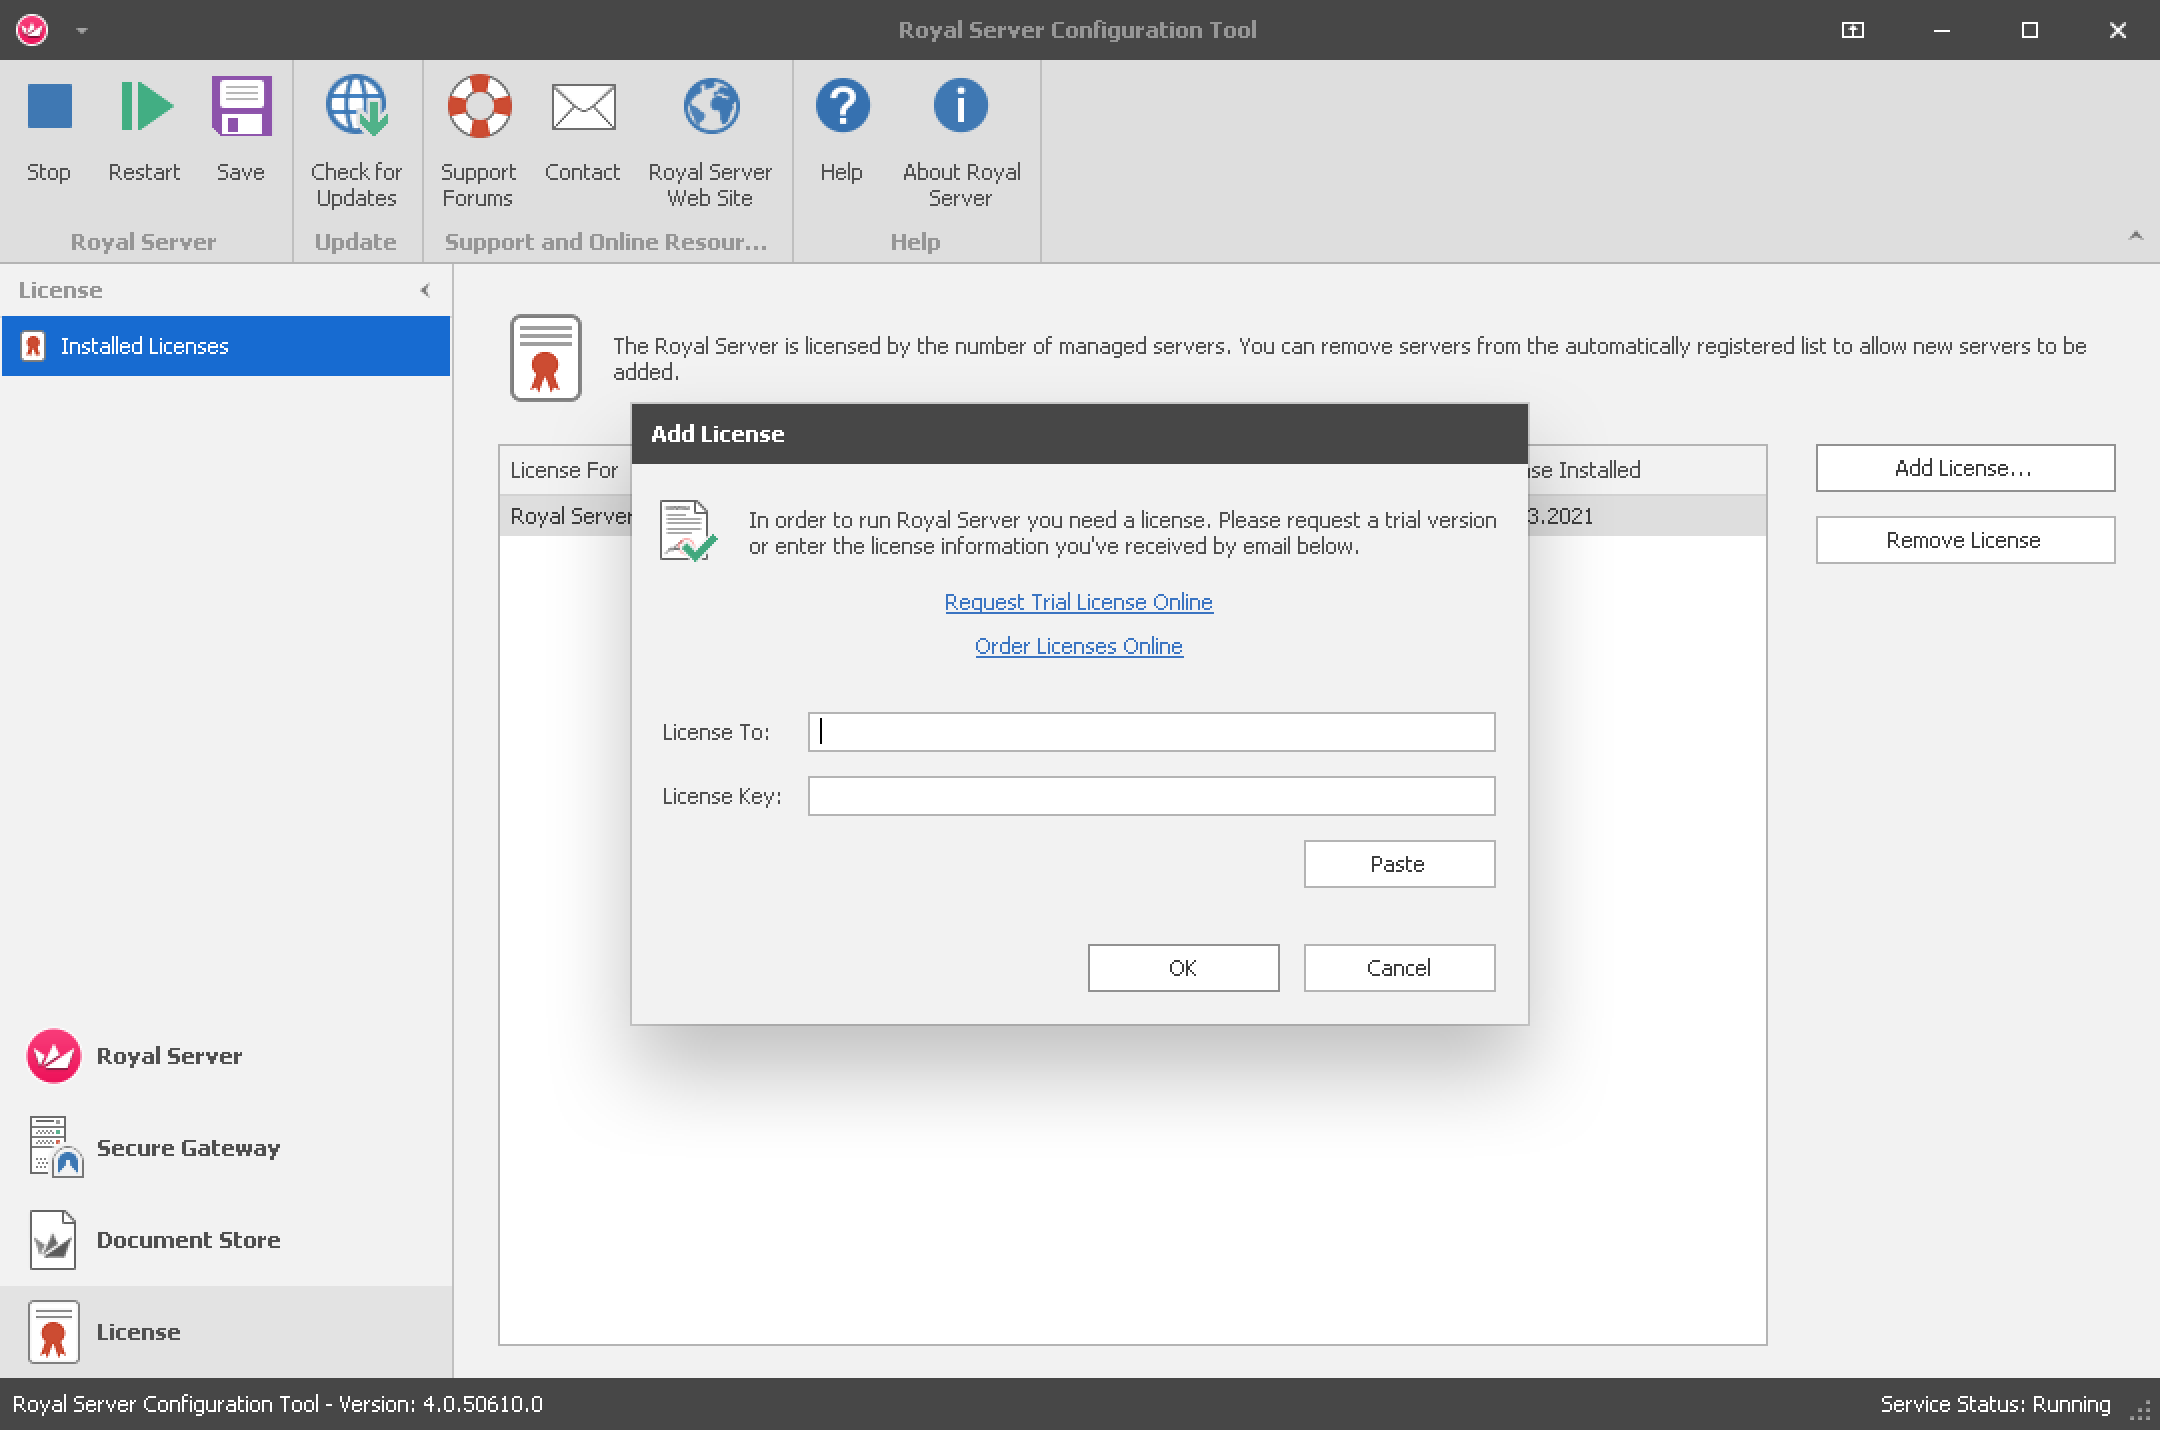 Royal Server Configuration Tool
Stop
Restart
Save
Check for
Updates
Support
Forums
Contact
Royal Server
Web Site
Help
About Royal
Server
Royal Server
Update
Support and Online Resour...
Help
License
Installed Licenses
The Royal Server is licensed by the number of managed servers. You can remove servers from the automatically registered list to allow new servers to be
added.
License For
Installed
Royal Server
3.2021
Add License...
Remove License
Add License
In order to run Royal Server you need a license. Please request a trial version
or enter the license information you've received by email below.
Request Trial License Online
Order Licenses Online
License To:
License Key:
Paste
OK
Cancel
Royal Server
Secure Gateway
Document Store
License
Royal Server Configuration Tool - Version: 4.0.50610.0
Service Status: Running